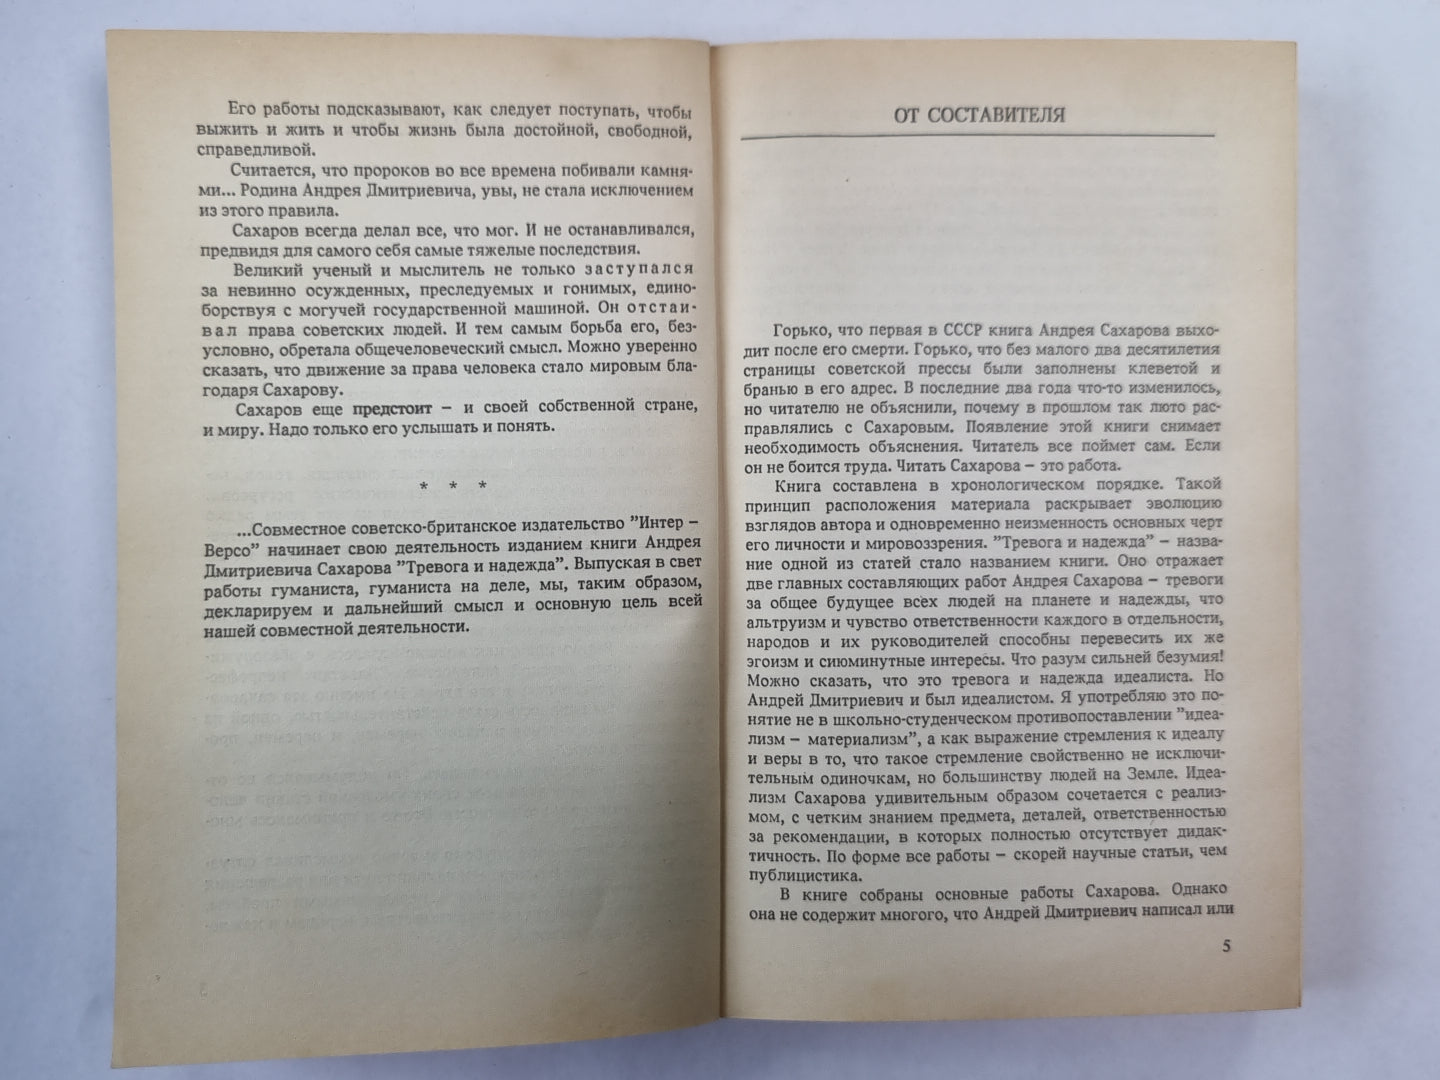 Его работы подсказывают, как следует поступать, чтобы
выжить и жить и чтобы жизнь была достойной, свободной,
справедливой.
Считается, что пророков во все времена побивали камня-
ми... Родина Андрея Дмитриевича, увы, не стала исключением
из этого правила.
Сахаров всегда делал все, что мог. И не останавливался,
предвидя для самого себя самые тяжелые последствия.
Великий ученый и мыслитель не только заступался
за невинно осужденных, преследуемых и гонимых, едино-
борствуя с могучей государственной машиной. Он отстаи-
вал права советских людей. И тем самым борьба его, без-
условно, обретала общечеловеческий смысл. Можно уверенно
сказать, что движение за права человека стало мировым бла-
годаря Сахарову.
Сахаров еще предстоит – и своей собственной стране,
и миру. Надо только его услышать и понять.
* * *
...Совместное советско-британское издательство "Интер –
Версо" начинает свою деятельность изданием книги Андрея
Дмитриевича Сахарова "Тревога и надежда". Выпуская в свет
работы гуманиста, гуманиста на деле, мы, таким образом,
декларируем и дальнейший смысл и основную цель всей
нашей совместной деятельности.
ОТ СОСТАВИТЕЛЯ
Горько, что первая в СССР книга Андрея Сахарова выхо-
дит после его смерти. Горько, что без малого два десятилетия
страницы советской прессы были заполнены клеветой и
бранью в его адрес. В последние два года что-то изменилось,
но читателю не объяснили, почему в прошлом так люто рас-
правлялись с Сахаровым. Появление этой книги снимает
необходимость объяснения. Читатель все поймет сам. Если
он не боится труда. Читать Сахарова – это работа.
Книга составлена в хронологическом порядке. Такой
принцип расположения материала раскрывает эволюцию
взглядов автора и одновременно неизменность основных черт
его личности и мировоззрения. "Тревога и надежда" – назва-
ние одной из статей стало названием книги. Оно отражает
две главных составляющих работ Андрея Сахарова – тревоги
за общее будущее всех людей на планете и надежды, что
альтруизм и чувство ответственности каждого в отдельности,
народов и их руководителей способны перевесить их же
эгоизм и сиюминутные интересы. Что разум сильней безумия!
Можно сказать, что это тревога и надежда идеалиста. Но
Андрей Дмитриевич и был идеалистом. Я употребляю это по-
нятие не в школьно-студенческом противопоставлении "идеа-
лизм – материализм", а как выражение стремления к идеалу
и веры в то, что такое стремление свойственно не исключи-
тельным одиночкам, но большинству людей на Земле. Идеа-
лизм Сахарова удивительным образом сочетается с реализ-
мом, с четким знанием предмета, деталей, ответственностью
за рекомендации, в которых полностью отсутствует дидак-
тичность. По форме все работы – скорей научные статьи, чем
публицистика.
В книге собраны основные работы Сахарова. Однако
она не содержит многого, что Андрей Дмитриевич написал или
5